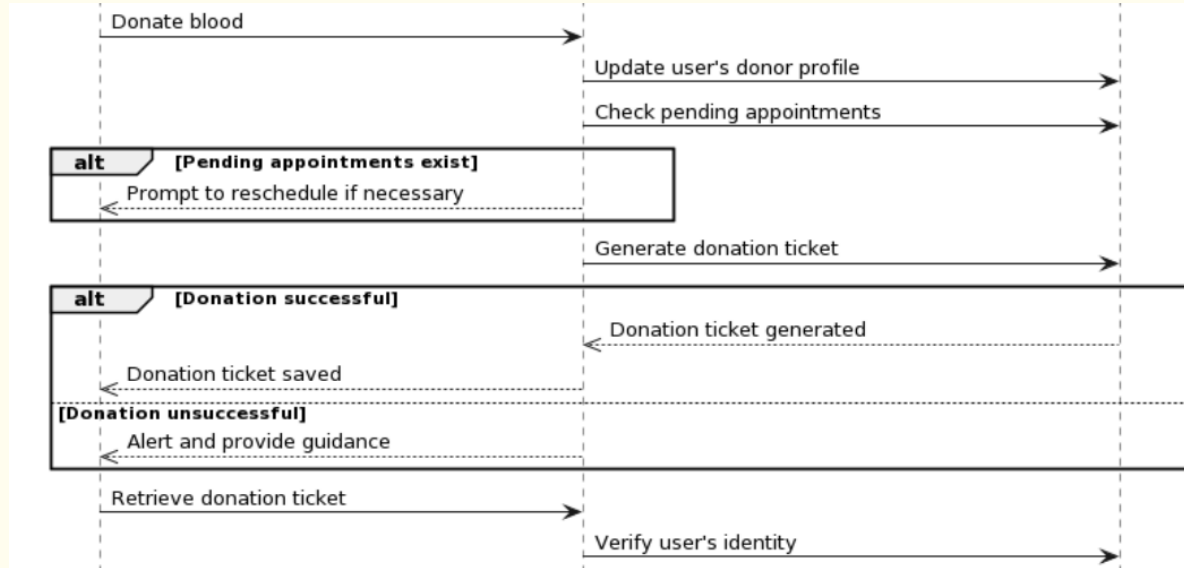 Donate blood
Update user's donor profile
Check pending appointments
alt [Pending appointments exist]
Prompt to reschedule if necessary
Generate donation ticket
alt [Donation successful]
Donation ticket generated
Donation ticket saved
[Donation unsuccessful]
Alert and provide guidance
Retrieve donation ticket
Verify user's identity